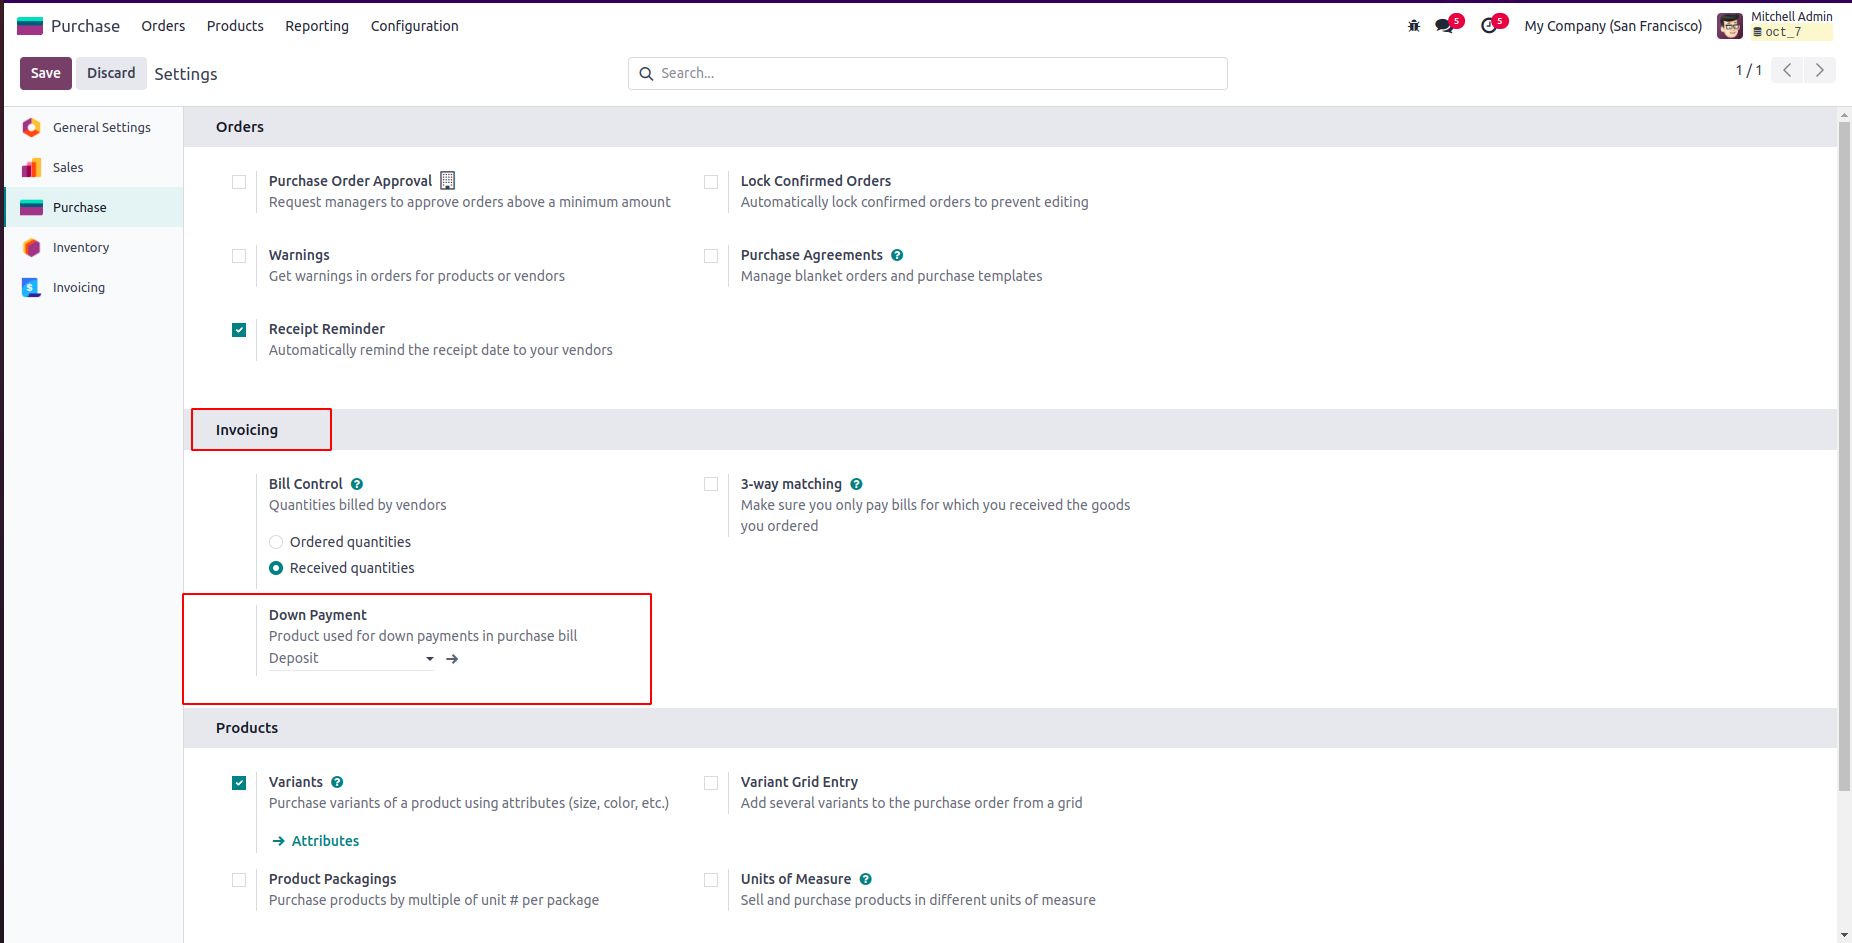 Purchase Orders Products Reporting Configuration
5 5 My Company (San Francisco) Mitchell Admin
oct_7
Save Discard Settings Search... 1 / 1
General Settings
Sales
Purchase
Inventory
Invoicing
Orders
Purchase Order Approval
Request managers to approve orders above a minimum amount
Lock Confirmed Orders
Automatically lock confirmed orders to prevent editing
Warnings
Get warnings in orders for products or vendors
Purchase Agreements ?
Manage blanket orders and purchase templates
Receipt Reminder
Automatically remind the receipt date to your vendors
Invoicing
Bill Control ?
Quantities billed by vendors
Ordered quantities
Received quantities
3-way matching ?
Make sure you only pay bills for which you received the goods
you ordered
Down Payment
Product used for down payments in purchase bill
Deposit
Products
Variants ?
Purchase variants of a product using attributes (size, color, etc.)
Attributes
Variant Grid Entry
Add several variants to the purchase order from a grid
Product Packagings
Purchase products by multiple of unit # per package
Units of Measure ?
Sell and purchase products in different units of measure